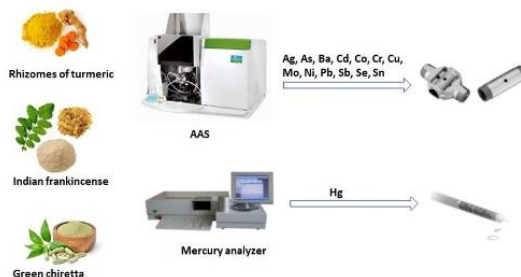 Rhizomes of turmeric
Indian frankincense
Green chiretta
AAS
Mercury analyzer
Ag, As, Ba, Cd, Co, Cr, Cu,
Mo, Ni, Pb, Sb, Se, Sn
Hg